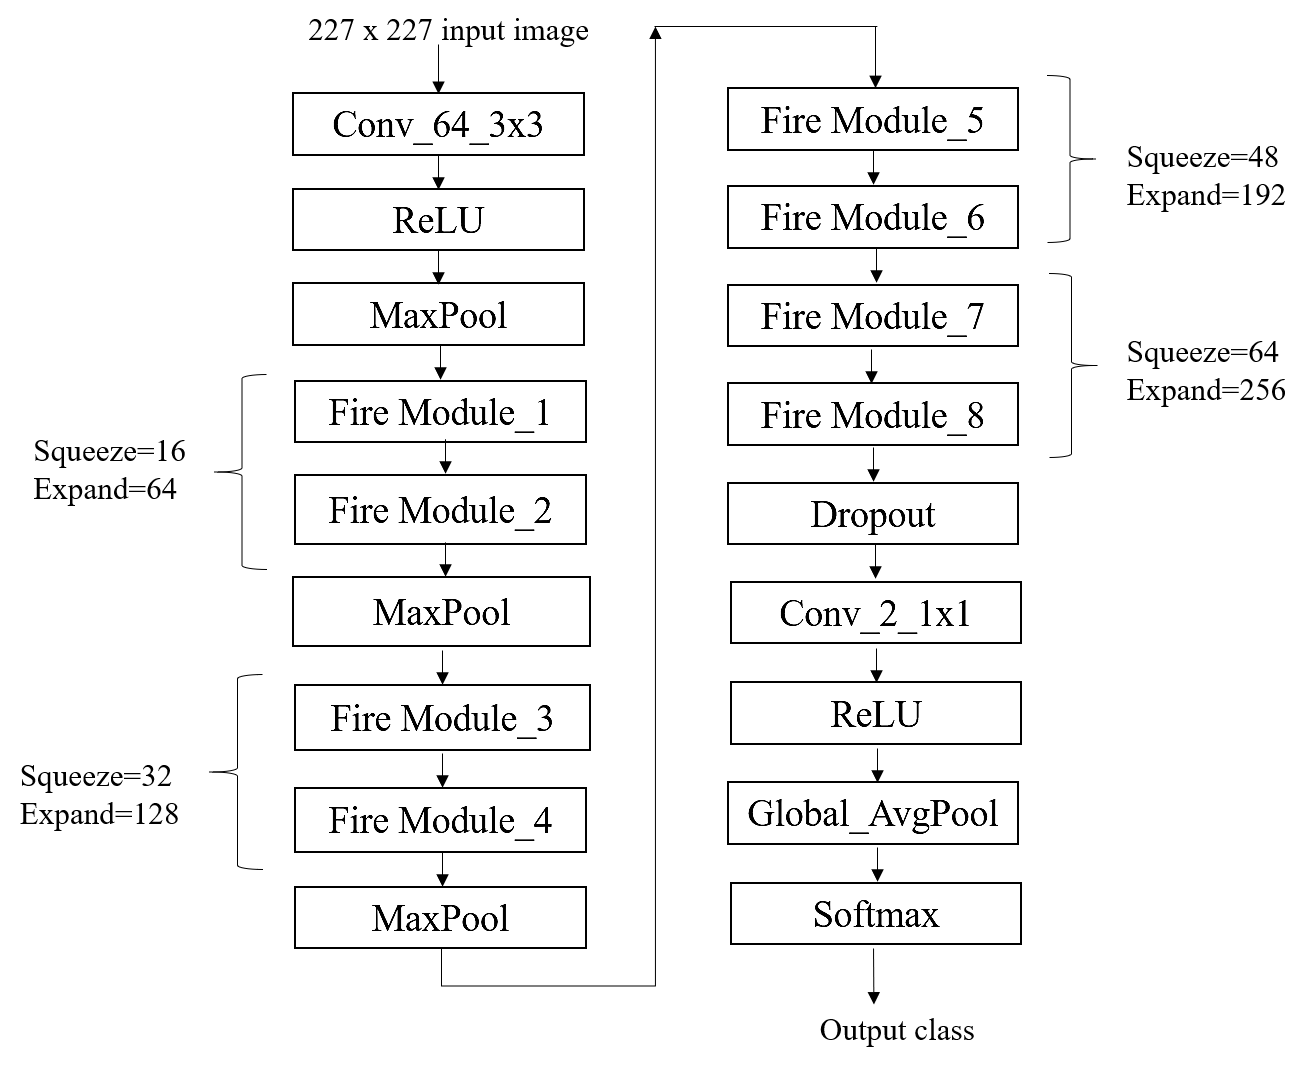 227 x 227 input image
Conv_64_3x3
ReLU
MaxPool
Fire Module_1
Fire Module_2
Squeeze=16
Expand=64
MaxPool
Fire Module_3
Fire Module_4
Squeeze=32
Expand=128
MaxPool
Fire Module_5
Fire Module_6
Squeeze=48
Expand=192
Fire Module_7
Fire Module_8
Squeeze=64
Expand=256
Dropout
Conv_2_1x1
ReLU
Global_AvgPool
Softmax
Output class